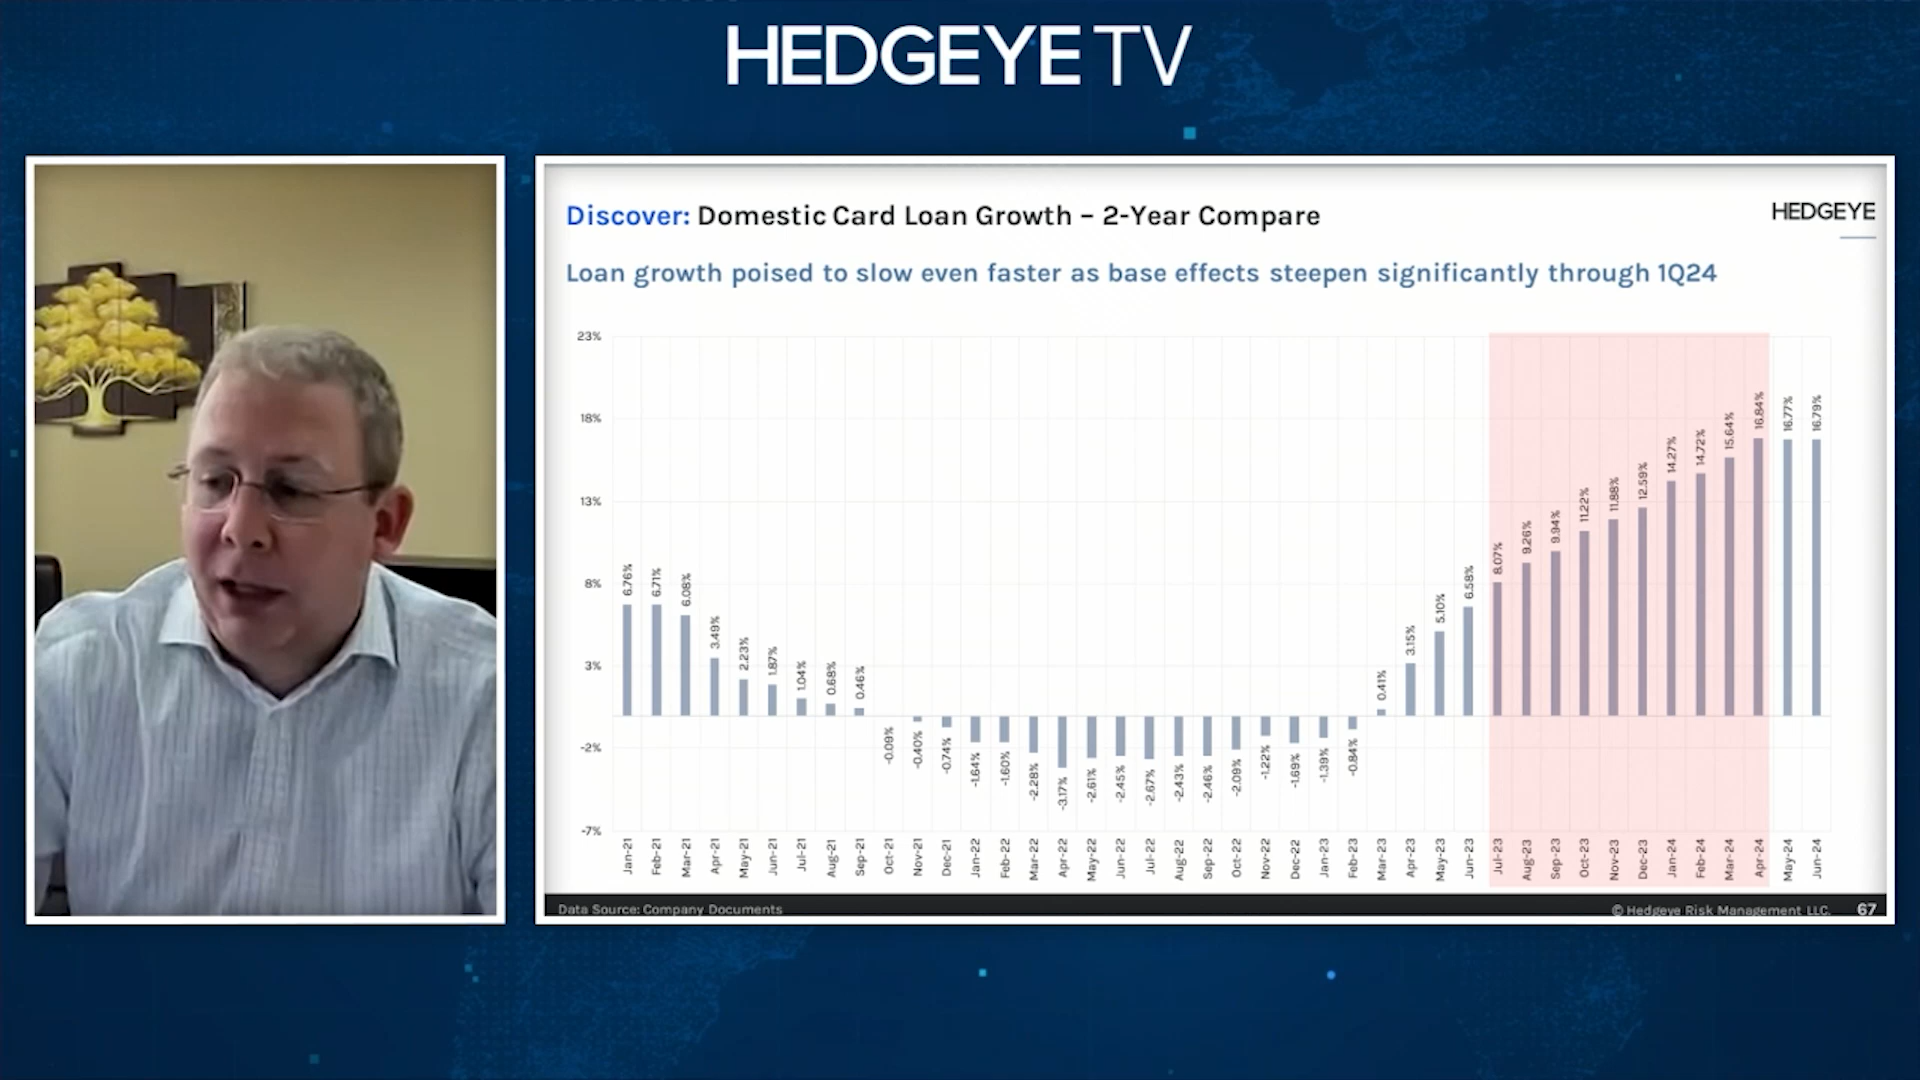 HEDGEYE TV
Discover: Domestic Card Loan Growth – 2-Year Compare
HEDGEYE
Loan growth poised to slow even faster as base effects steepen significantly through 1Q24
23%
18%
13%
8%
3%
-2%
-7%
6.76%
6.71%
6.08%
3.49%
2.23%
1.87%
1.04%
0.68%
0.46%
-0.09%
-0.40%
-0.74%
-1.64%
-1.60%
-2.28%
-3.17%
-2.61%
-2.45%
-2.67%
-2.43%
-2.46%
-2.09%
-1.22%
-1.69%
-1.39%
-0.84%
0.41%
3.15%
5.10%
6.58%
8.07%
9.26%
9.94%
11.22%
11.88%
12.59%
14.27%
14.72%
15.64%
16.84%
16.77%
16.79%
Jan-21
Feb-21
Mar-21
Apr-21
May-21
Jun-21
Jul-21
Aug-21
Sep-21
Oct-21
Nov-21
Dec-21
Jan-22
Feb-22
Mar-22
Apr-22
May-22
Jun-22
Jul-22
Aug-22
Sep-22
Oct-22
Nov-22
Dec-22
Jan-23
Feb-23
Mar-23
Apr-23
May-23
Jun-23
Jul-23
Aug-23
Sep-23
Oct-23
Nov-23
Dec-23
Jan-24
Feb-24
Mar-24
Apr-24
May-24
Jun-24
Data Source: Company Documents
© Hedgeye Risk Management LLC.
67